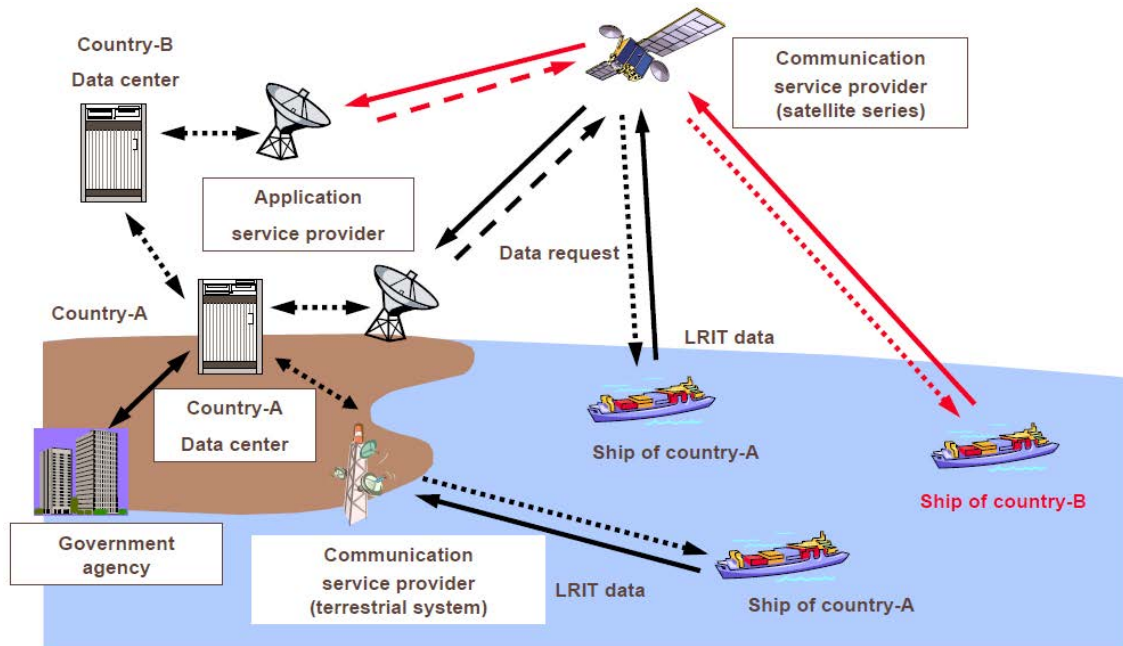 Country-B
Data center
Communication
service provider
(satellite series)
Application
service provider
Data request
Country-A
LRIT data
Country-A
Data center
Ship of country-A
Ship of country-B
Government
agency
Communication
service provider
(terrestrial system)
LRIT data
Ship of country-A